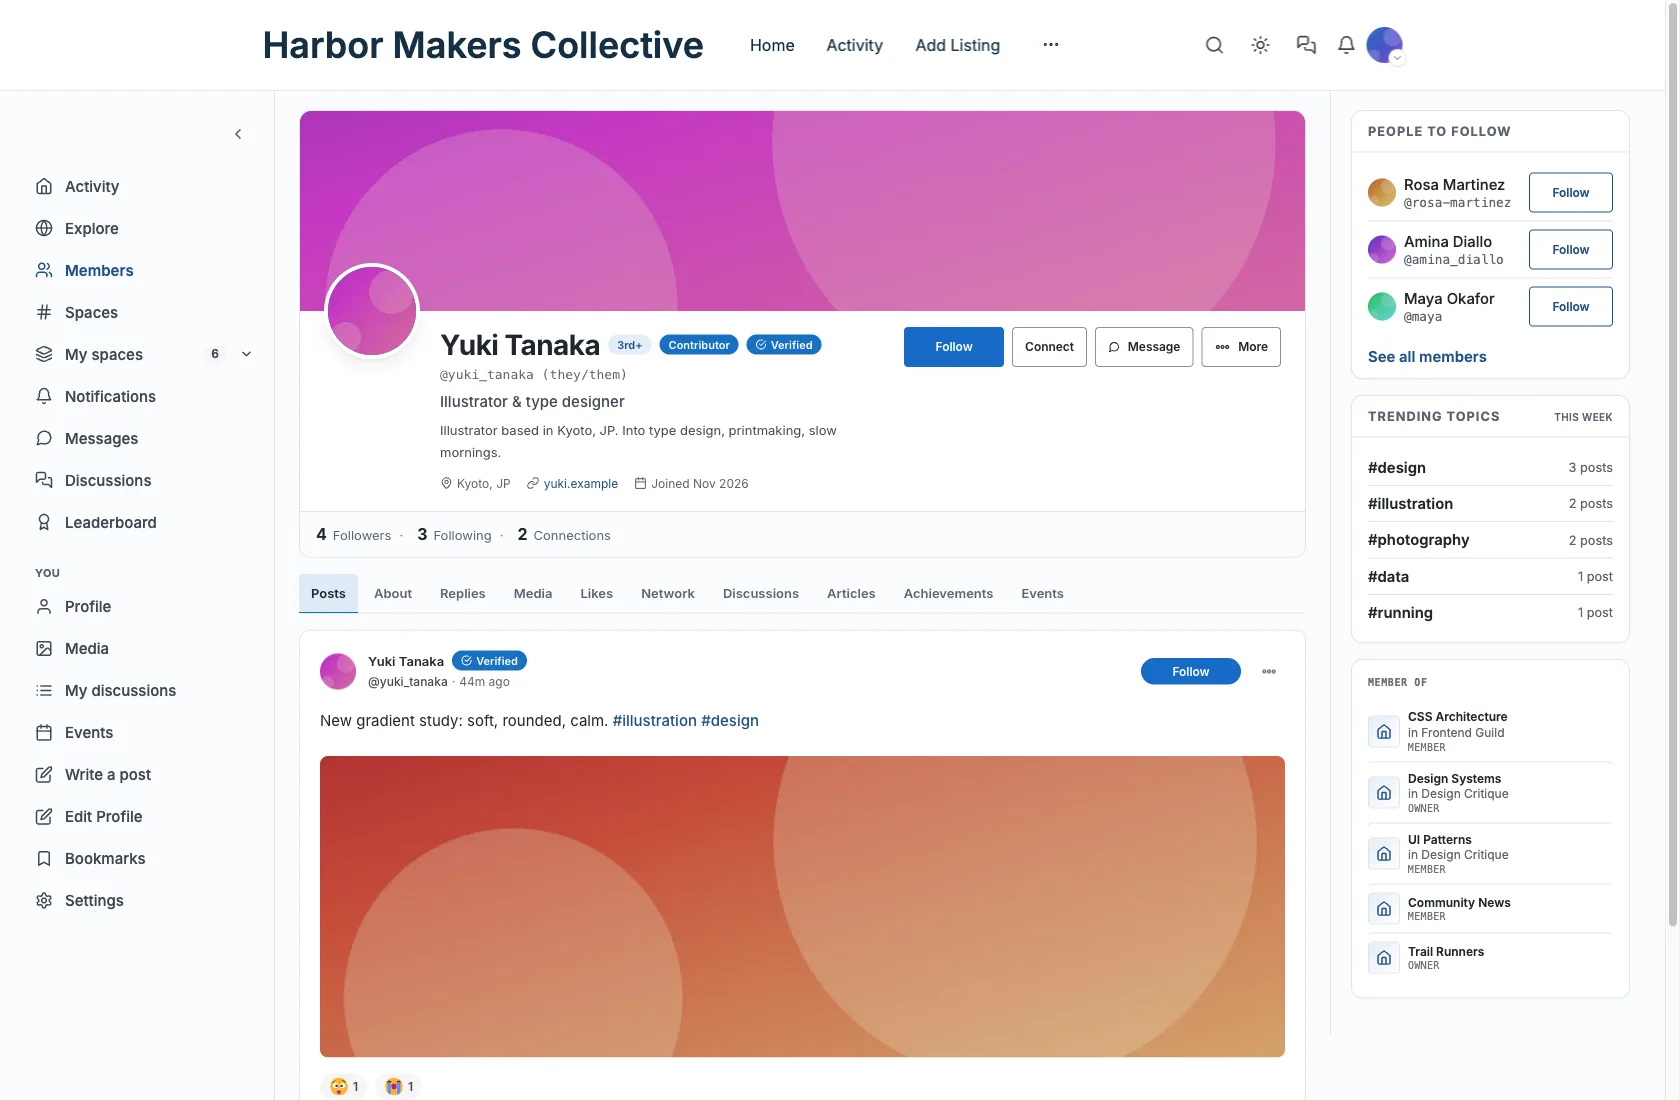 Harbor Makers Collective
Home
Activity
Add Listing
Activity
Explore
Members
Spaces
My spaces 6
Notifications
Messages
Discussions
Leaderboard
YOU
Profile
Media
My discussions
Events
Write a post
Edit Profile
Bookmarks
Settings
Yuki Tanaka 3rd+ Contributor Verified
@yuki_tanaka (they/them)
Illustrator & type designer
Illustrator based in Kyoto, JP. Into type design, printmaking, slow
mornings.
Kyoto, JP yuki.example Joined Nov 2026
Follow
Connect
Message
More
4 Followers · 3 Following · 2 Connections
Posts
About
Replies
Media
Likes
Network
Discussions
Articles
Achievements
Events
Yuki Tanaka Verified
@yuki_tanaka · 44m ago
Follow
New gradient study: soft, rounded, calm. #illustration #design
1
1
PEOPLE TO FOLLOW
Rosa Martinez
@rosa-martinez
Follow
Amina Diallo
@amina_diallo
Follow
Maya Okafor
@maya
Follow
See all members
TRENDING TOPICS THIS WEEK
#design 3 posts
#illustration 2 posts
#photography 2 posts
#data 1 post
#running 1 post
MEMBER OF
CSS Architecture
in Frontend Guild
MEMBER
Design Systems
in Design Critique
OWNER
UI Patterns
in Design Critique
MEMBER
Community News
MEMBER
Trail Runners
OWNER